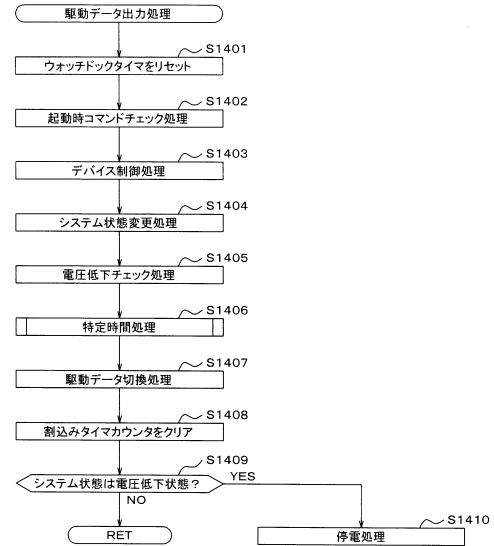 駆動データ出力処理
S1401
ウォッチドックタイマをリセット
S1402
起動時コマンドチェック処理
S1403
デバイス制御処理
S1404
システム状態変更処理
S1405
電圧低下チェック処理
S1406
特定時間処理
S1407
駆動データ切換処理
S1408
割込みタイマカウンタをクリア
S1409
システム状態は電圧低下状態？
YES
NO
RET
S1410
停電処理